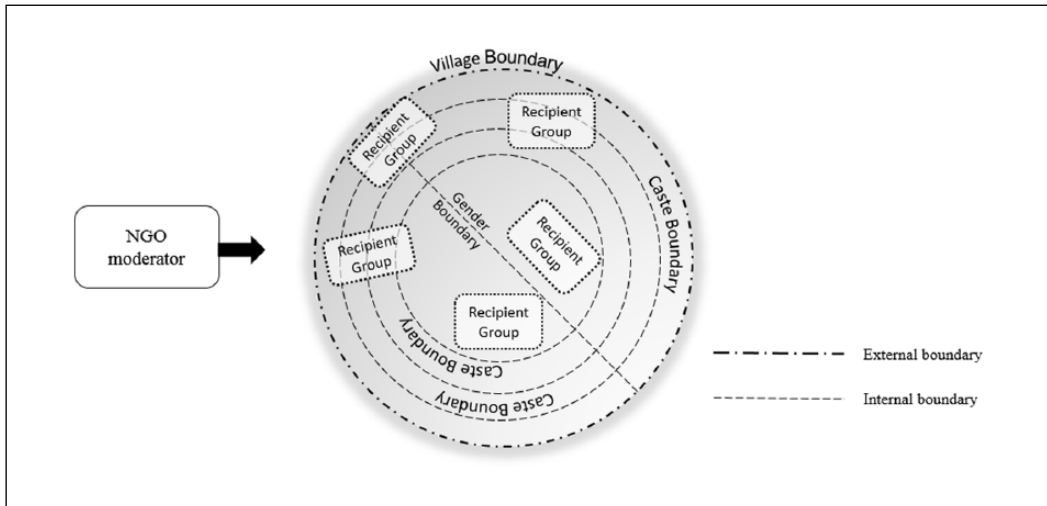 Village Boundary
Recipient
Group
Recipient
Group
Caste Boundary
Gender
Boundary
NGO
moderator
Recipient
Group
Recipient
Group
Recipient
Group
Caste Boundary
Caste Boundary
External boundary
Internal boundary